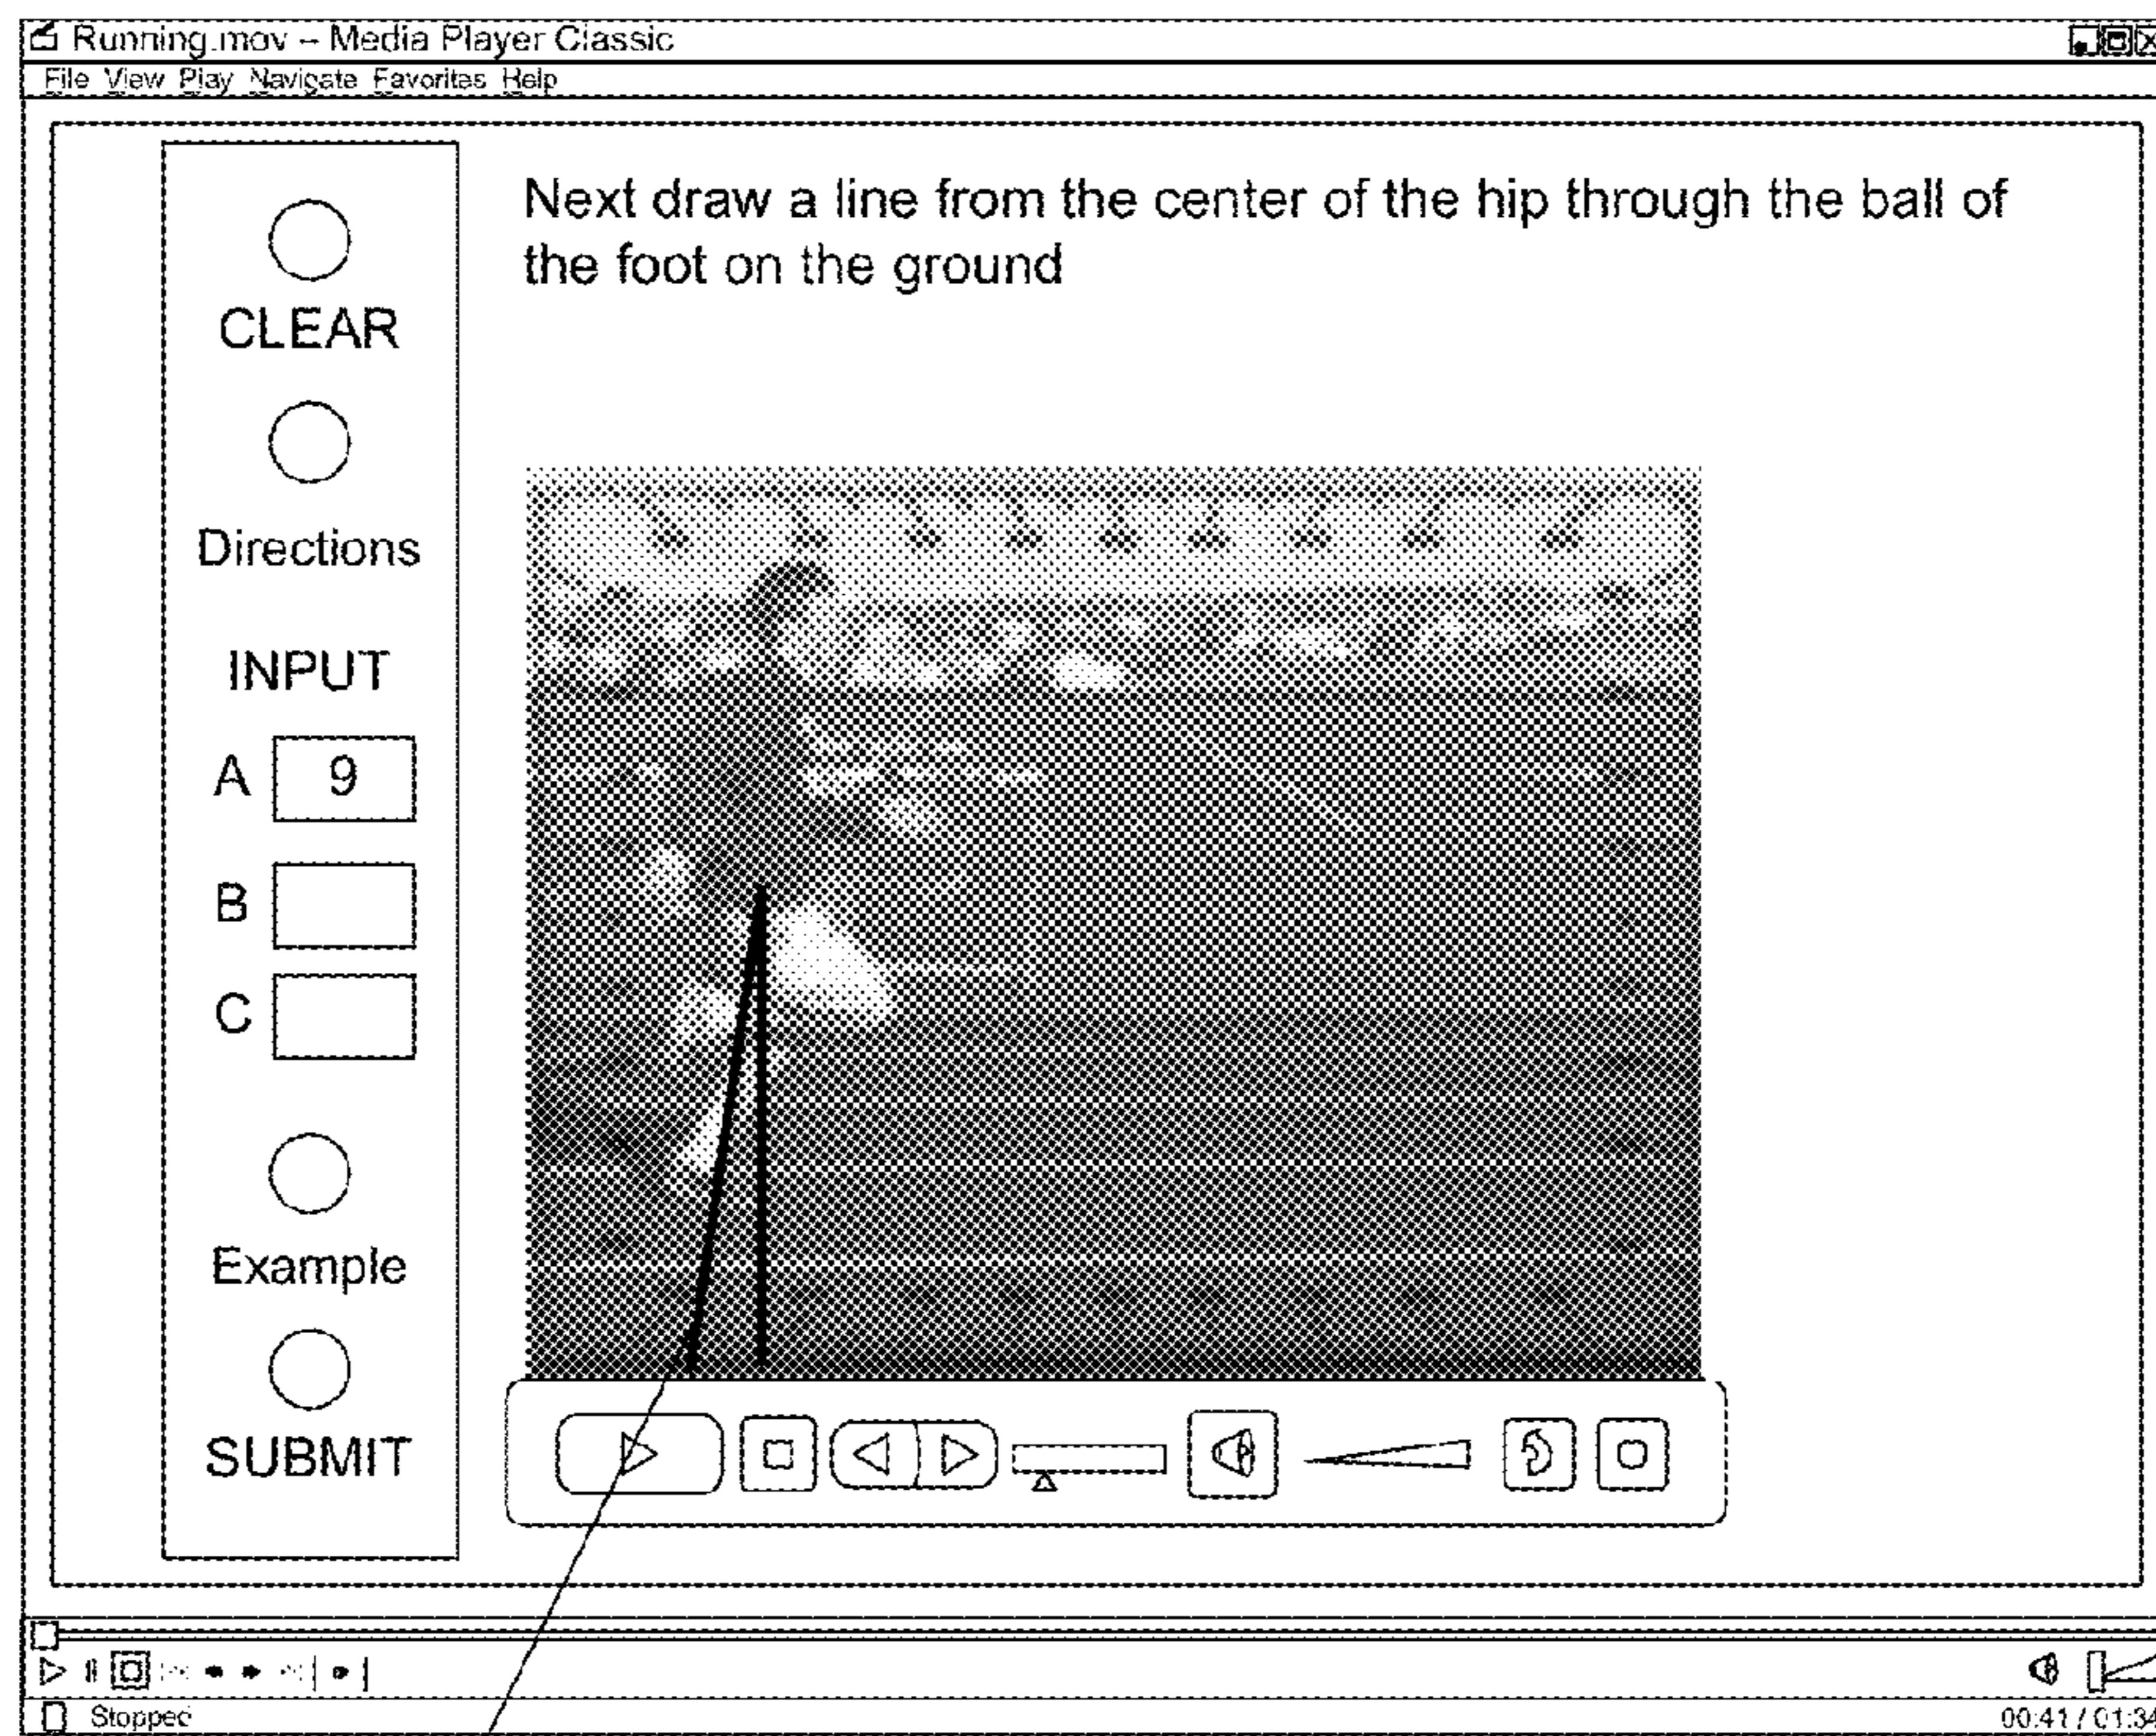 Running.mov – Media Player Classic
File View Play Navigate Favorites Help
Next draw a line from the center of the hip through the ball of
the foot on the ground
CLEAR
Directions
INPUT
A 9
B
C
Example
SUBMIT
Stopped
00:41 / 01:34